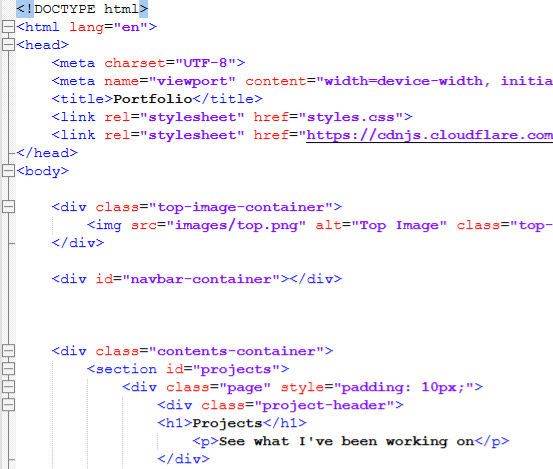 <!DOCTYPE html>
<html lang="en">
<head>
<meta charset="UTF-8">
<meta name="viewport" content="width=device-width, initia
<title>Portfolio</title>
<link rel="stylesheet" href="styles.css">
<link rel="stylesheet" href="https://cdnjs.cloudflare.com
</head>
<body>
<div class="top-image-container">
<img src="images/top.png" alt="Top Image" class="top-
</div>
<div id="navbar-container"></div>
<div class="contents-container">
<section id="projects">
<div class="page" style="padding: 10px;">
<div class="project-header">
<h1>Projects</h1>
<p>See what I've been working on</p>
</div>